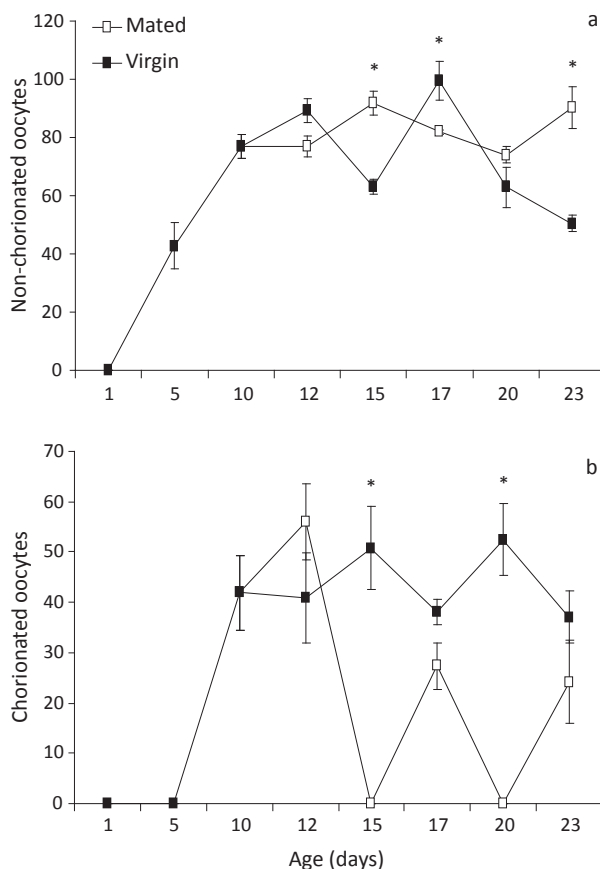 a
Mated
Virgin
* * *
Non-chorionated oocytes
120
100
80
60
40
20
0
1 5 10 12 15 17 20 23
b
* *
Chorionated oocytes
70
60
50
40
30
20
10
0
1 5 10 12 15 17 20 23
Age (days)